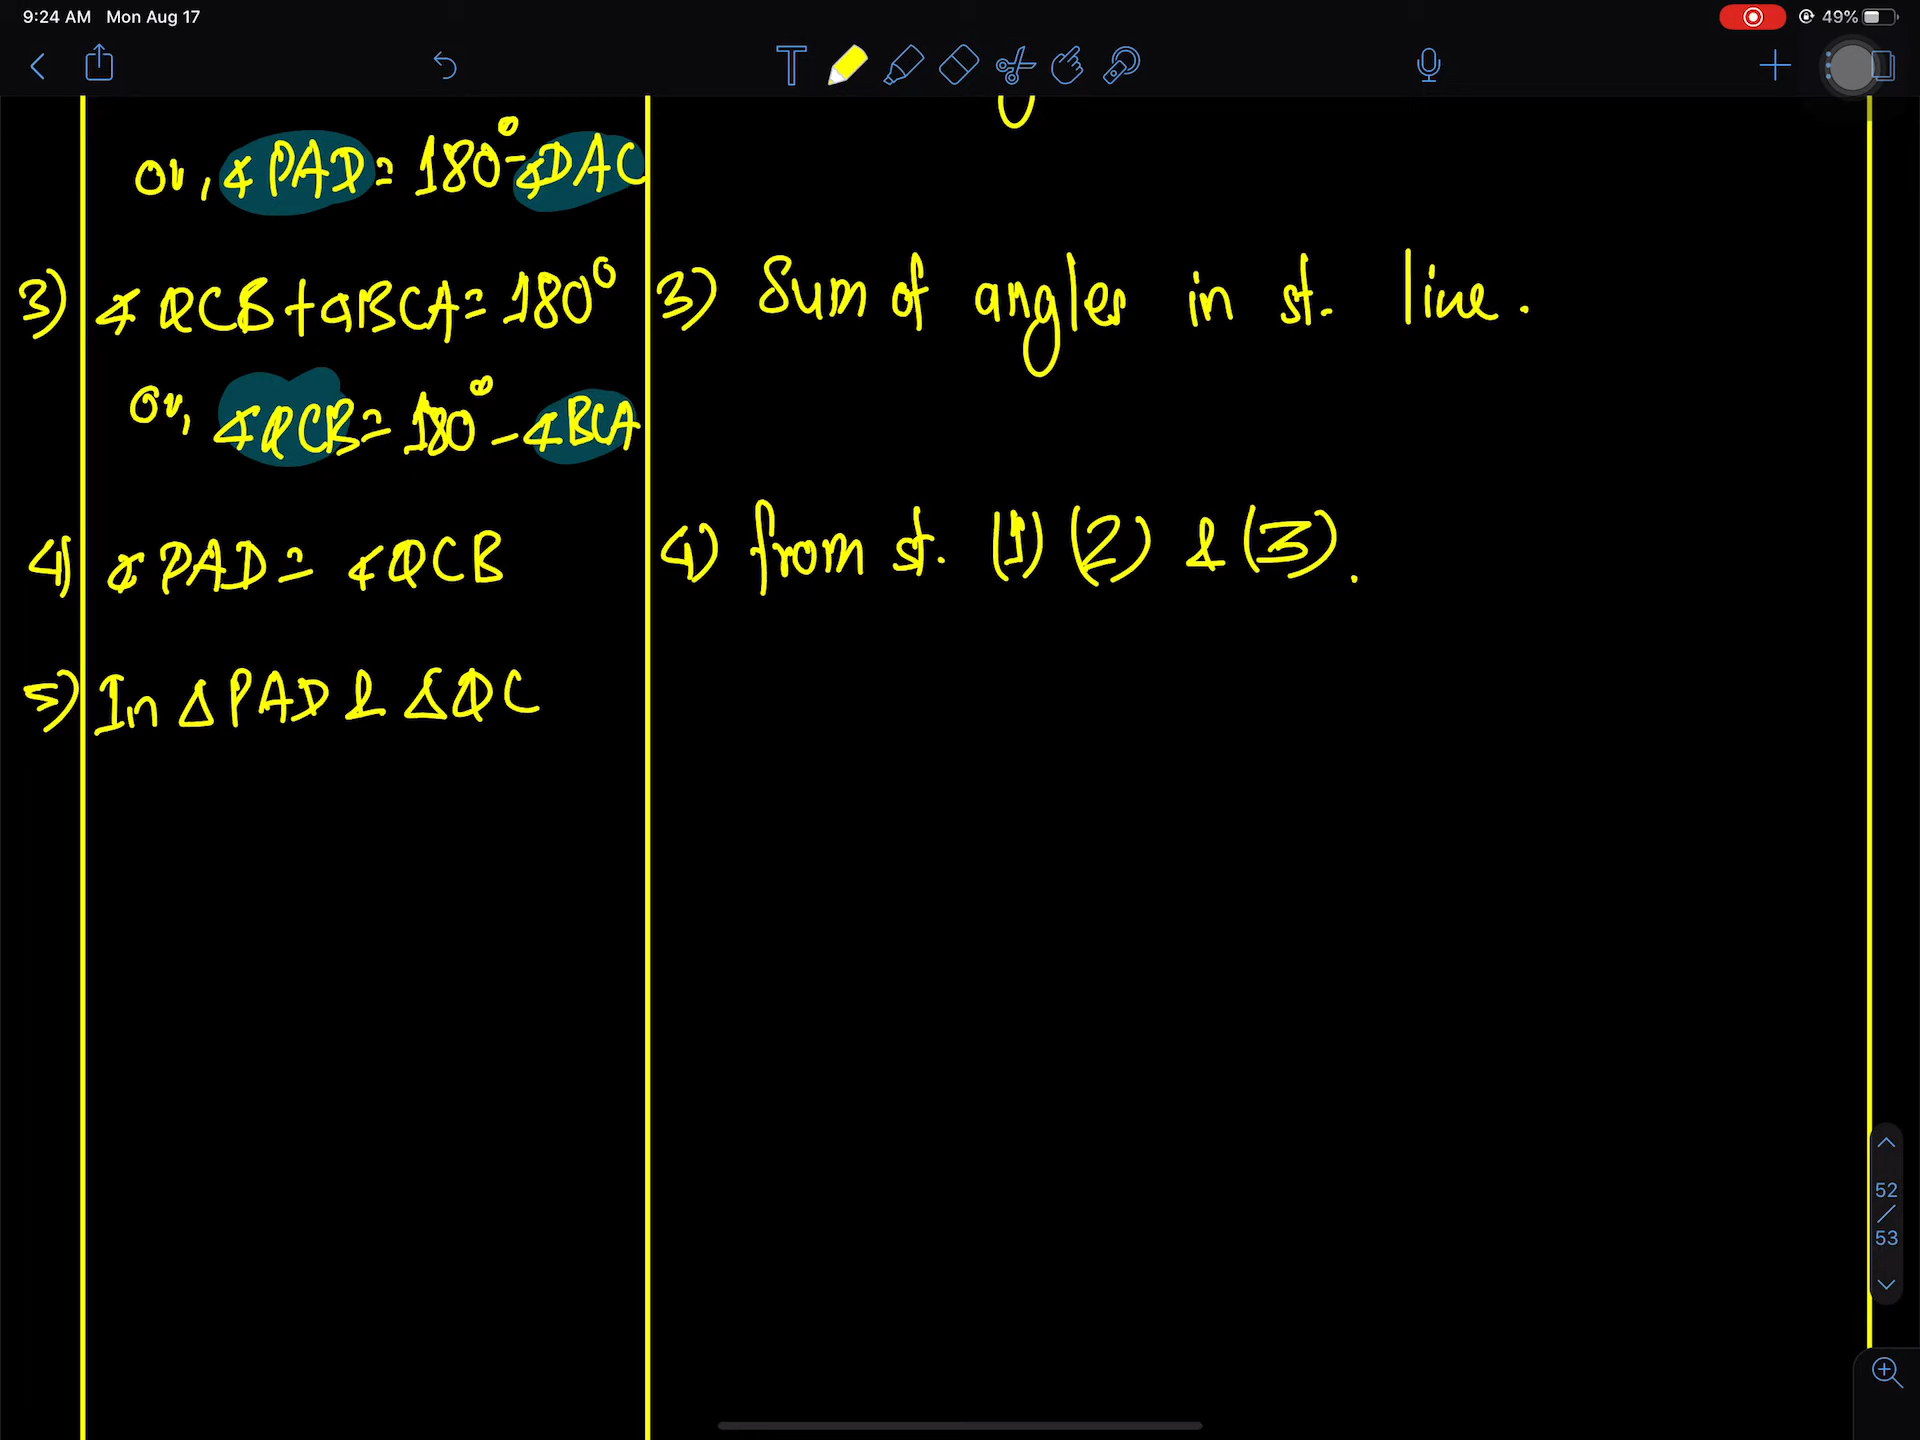 9:24 AM Mon Aug 17
49%
T
or, ∡PAD = 180° - ∡DAC
3) ∡QCB + ∡BCA = 180°
3) Sum of angles in st. line.
or, ∡QCB = 180° - ∡BCA
4) ∡PAD = ∡QCB
4) from st. (1) (2) & (3).
5) In △PAD & △QC
52
/
53